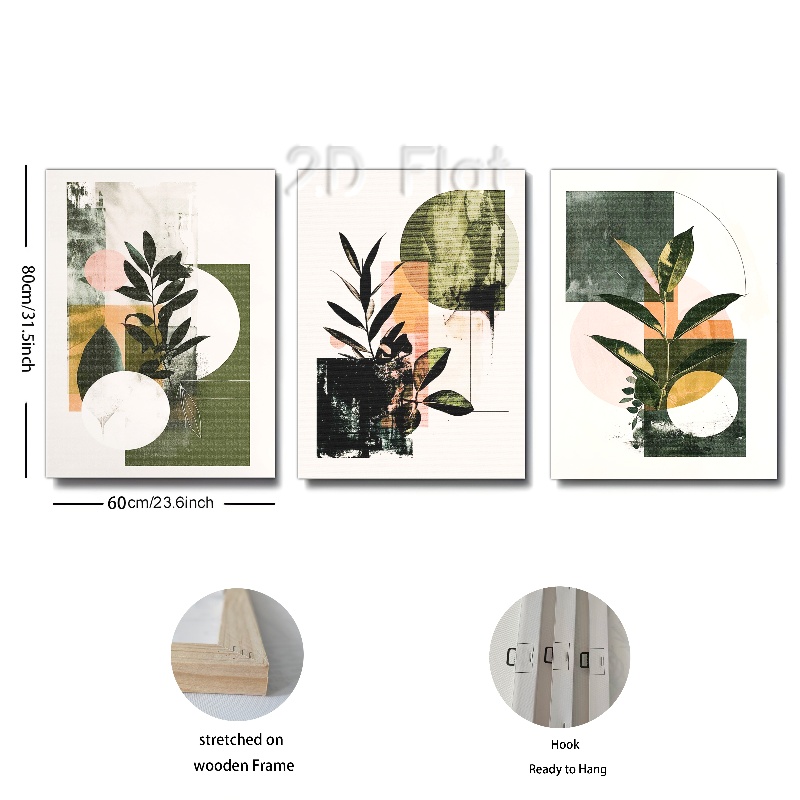 2D Flat
80cm/31.5inch
60cm/23.6inch
stretched on
wooden Frame
Hook
Ready to Hang